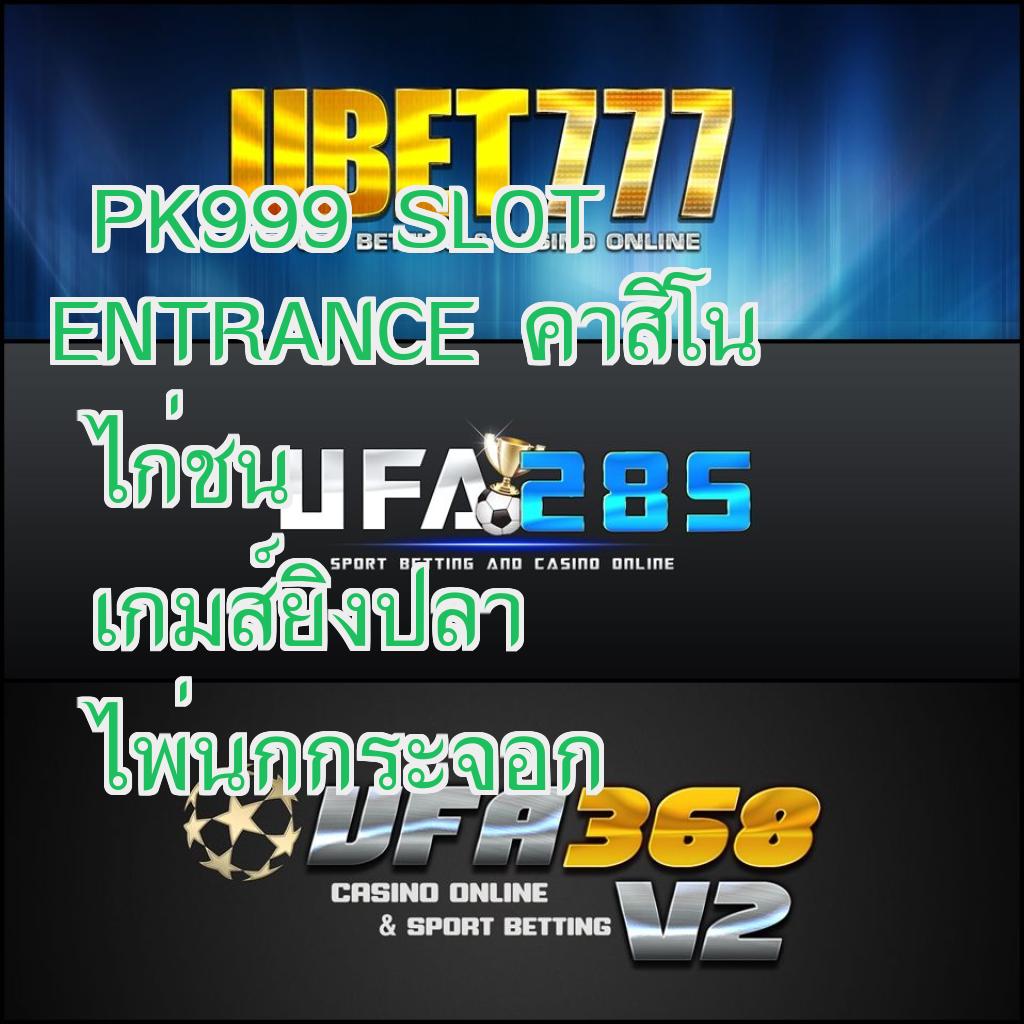 UBET777
PK999 SLOT
ONLINE
ENTRANCE คาสิโน
ไก่ชน
UFA285
SPORT BETTING AND CASINO ONLINE
เกมส์ยิงปลา
ไพ่นกกระจอก
UFA368
CASINO ONLINE
V2
& SPORT BETTING